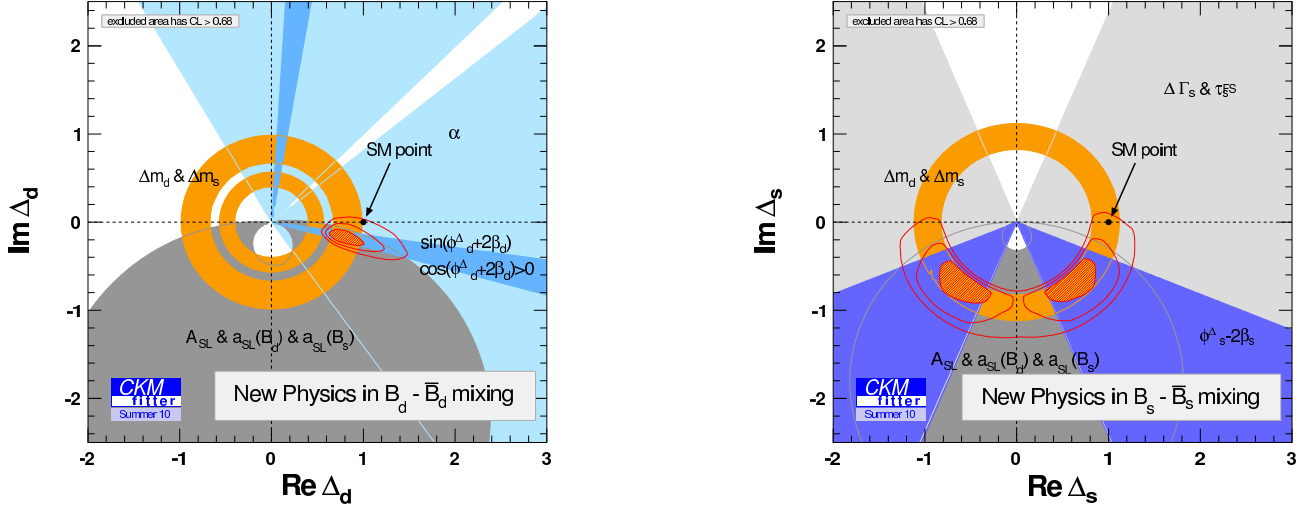 excluded area has CL > 0.68
2
1
0
-1
-2
Im Δd
α
SM point
Δmd & Δms
sin(φΔd+2βd)
cos(φΔd+2βd)>0
ASL & aSL(Bd) & aSL(Bs)
CKM
fitter
Summer 10
New Physics in Bd - B̅d mixing
-2 -1 0 1 2 3
Re Δd
excluded area has CL > 0.68
2
1
0
-1
-2
Im Δs
ΔΓs &
SM point
Δmd & Δms
φΔs-2βs
ASL & aSL(Bd) & aSL(Bs)
CKM
fitter
Summer 10
New Physics in Bs - B̅s mixing
-2 -1 0 1 2 3
Re Δs